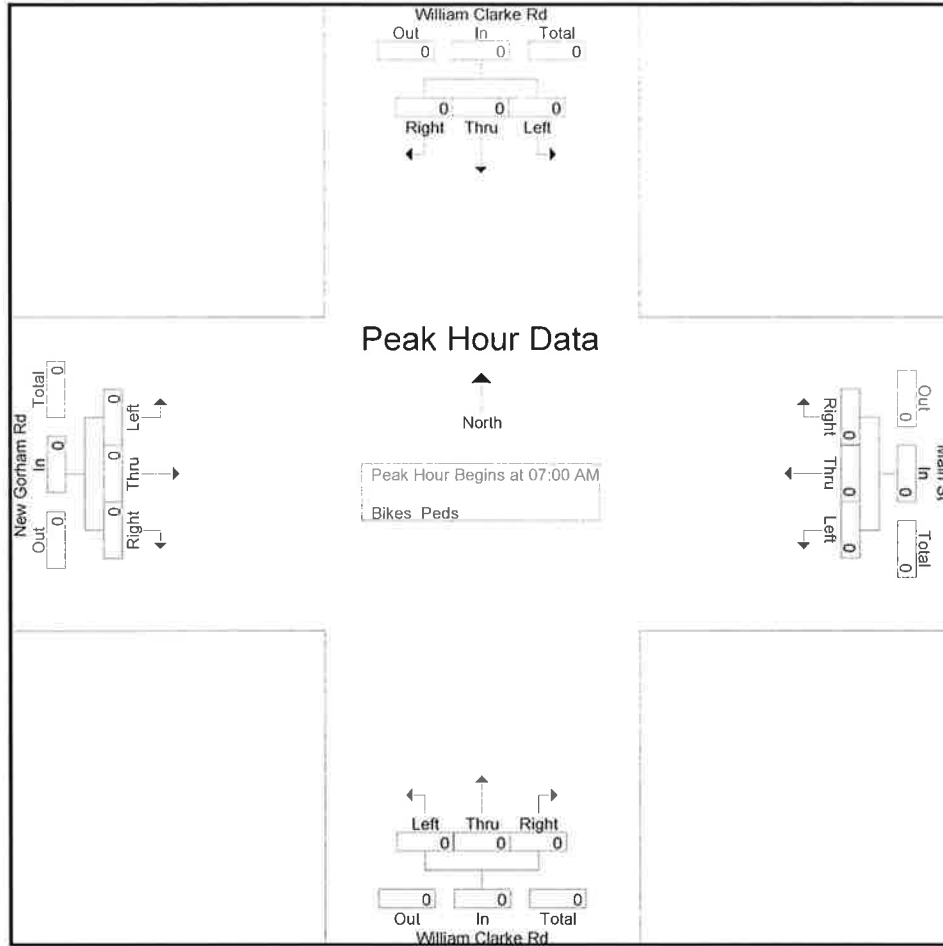 William Clarke Rd
Out In Total
0 0 0
0 0 0
Right Thru Left
Peak Hour Data
North
Peak Hour Begins at 07:00 AM
Bikes Peds
New Gorham Rd
Out In Total
0 0 0
Right Thru Left
0 0 0
Main St
Out In Total
0 0 0
Right Thru Left
0 0 0
Left Thru Right
0 0 0
0 0 0
Out In Total
William Clarke Rd